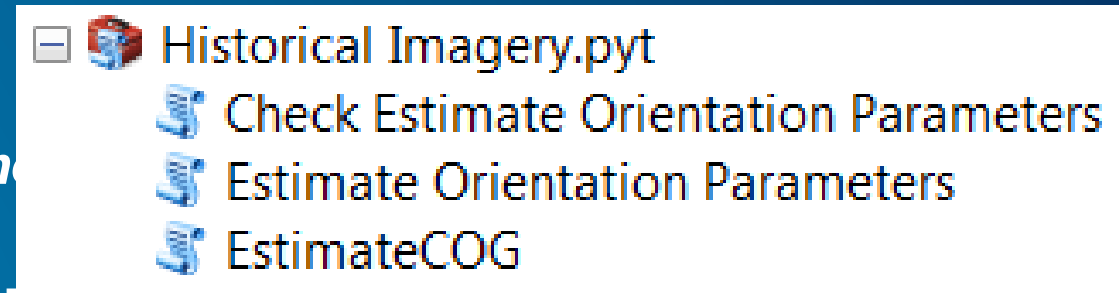 Historical Imagery.pyt
Check Estimate Orientation Parameters
Estimate Orientation Parameters
EstimateCOG